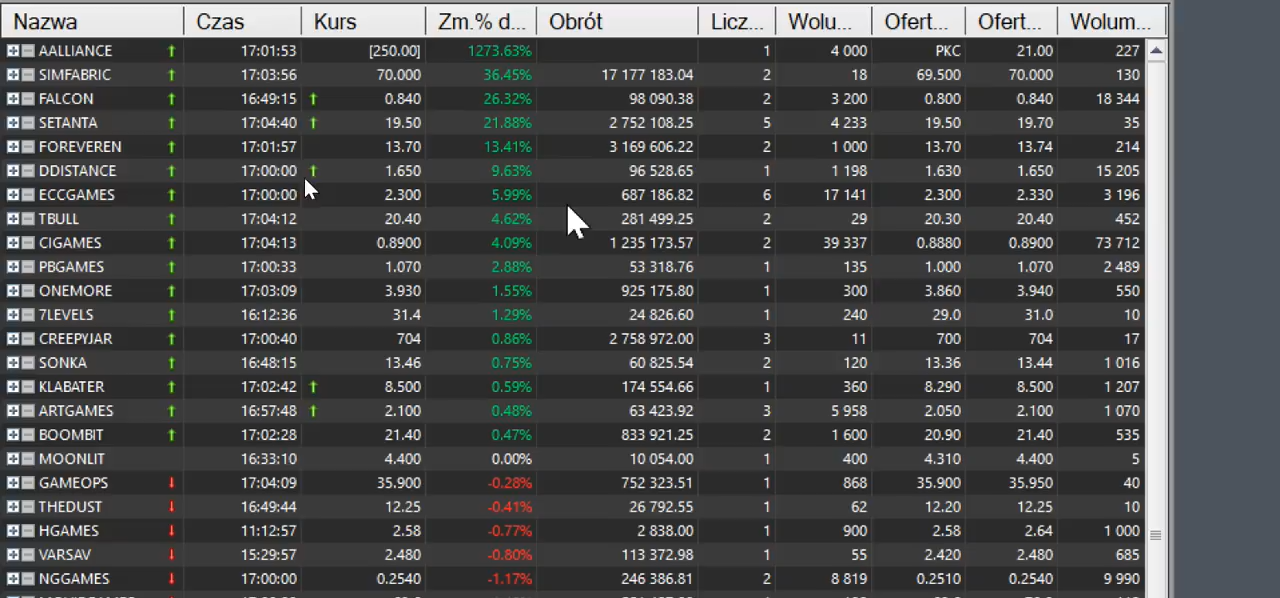 Nazwa Czas Kurs Zm.% d... Obrót Licz... Wolu... Ofert... Ofert... Wolum...
AALLIANCE 17:01:53 [250.00] 1273.63% 1 4 000 PKC 21.00 227
SIMFABRIC 17:03:56 70.000 36.45% 17 177 183.04 2 18 69.500 70.000 130
FALCON 16:49:15 0.840 26.32% 98 090.38 2 3 200 0.800 0.840 18 344
SETANTA 17:04:40 19.50 21.88% 2 752 108.25 5 4 233 19.50 19.70 35
FOREVEREN 17:01:57 13.70 13.41% 3 169 606.22 2 1 000 13.70 13.74 214
DDISTANCE 17:00:00 1.650 9.63% 96 528.65 1 1 198 1.630 1.650 15 205
ECCGAMES 17:00:00 2.300 5.99% 687 186.82 6 17 141 2.300 2.330 3 196
TBULL 17:04:12 20.40 4.62% 281 499.25 2 29 20.30 20.40 452
CIGAMES 17:04:13 0.8900 4.09% 1 235 173.57 2 39 337 0.8880 0.8900 73 712
PBGAMES 17:00:33 1.070 2.88% 53 318.76 1 135 1.000 1.070 2 489
ONEMORE 17:03:09 3.930 1.55% 925 175.80 1 300 3.860 3.940 550
7LEVELS 16:12:36 31.4 1.29% 24 826.60 1 240 29.0 31.0 10
CREEPYJAR 17:00:40 704 0.86% 2 758 972.00 3 11 700 704 17
SONKA 16:48:15 13.46 0.75% 60 825.54 2 120 13.36 13.44 1 016
KLABATER 17:02:42 8.500 0.59% 174 554.66 1 360 8.290 8.500 1 207
ARTGAMES 16:57:48 2.100 0.48% 63 423.92 3 5 958 2.050 2.100 1 070
BOOMBIT 17:02:28 21.40 0.47% 833 921.25 2 1 600 20.90 21.40 535
MOONLIT 16:33:10 4.400 0.00% 10 054.00 1 400 4.310 4.400 5
GAMEOPS 17:04:09 35.900 -0.28% 752 323.51 1 868 35.900 35.950 40
THEDUST 16:49:44 12.25 -0.41% 26 792.55 1 62 12.20 12.25 10
HGAMES 11:12:57 2.58 -0.77% 2 838.00 1 900 2.58 2.64 1 000
VARSAV 15:29:57 2.480 -0.80% 113 372.98 1 55 2.420 2.480 685
NGGAMES 17:00:00 0.2540 -1.17% 246 386.81 2 8 819 0.2510 0.2540 9 990